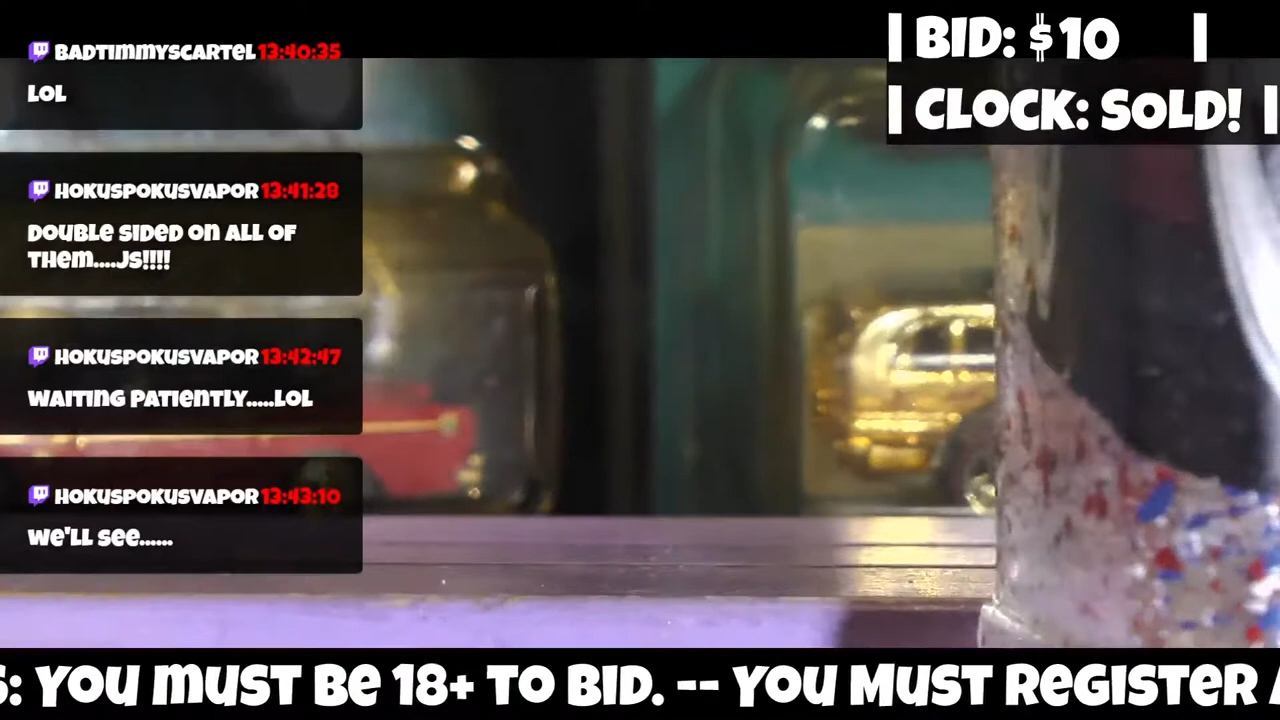 BADTIMMYSCARTEL 13:40:35
LOL
HOKUSPOKUSVAPOR 13:41:28
DOUBLE SIDED ON ALL OF
THEM....JS!!!!
HOKUSPOKUSVAPOR 13:42:47
WAITING PATIENTLY.....LOL
HOKUSPOKUSVAPOR 13:43:10
WE'LL SEE......
| BID: $10 |
| CLOCK: SOLD! |
S: YOU MUST BE 18+ TO BID. -- YOU MUST REGISTER A